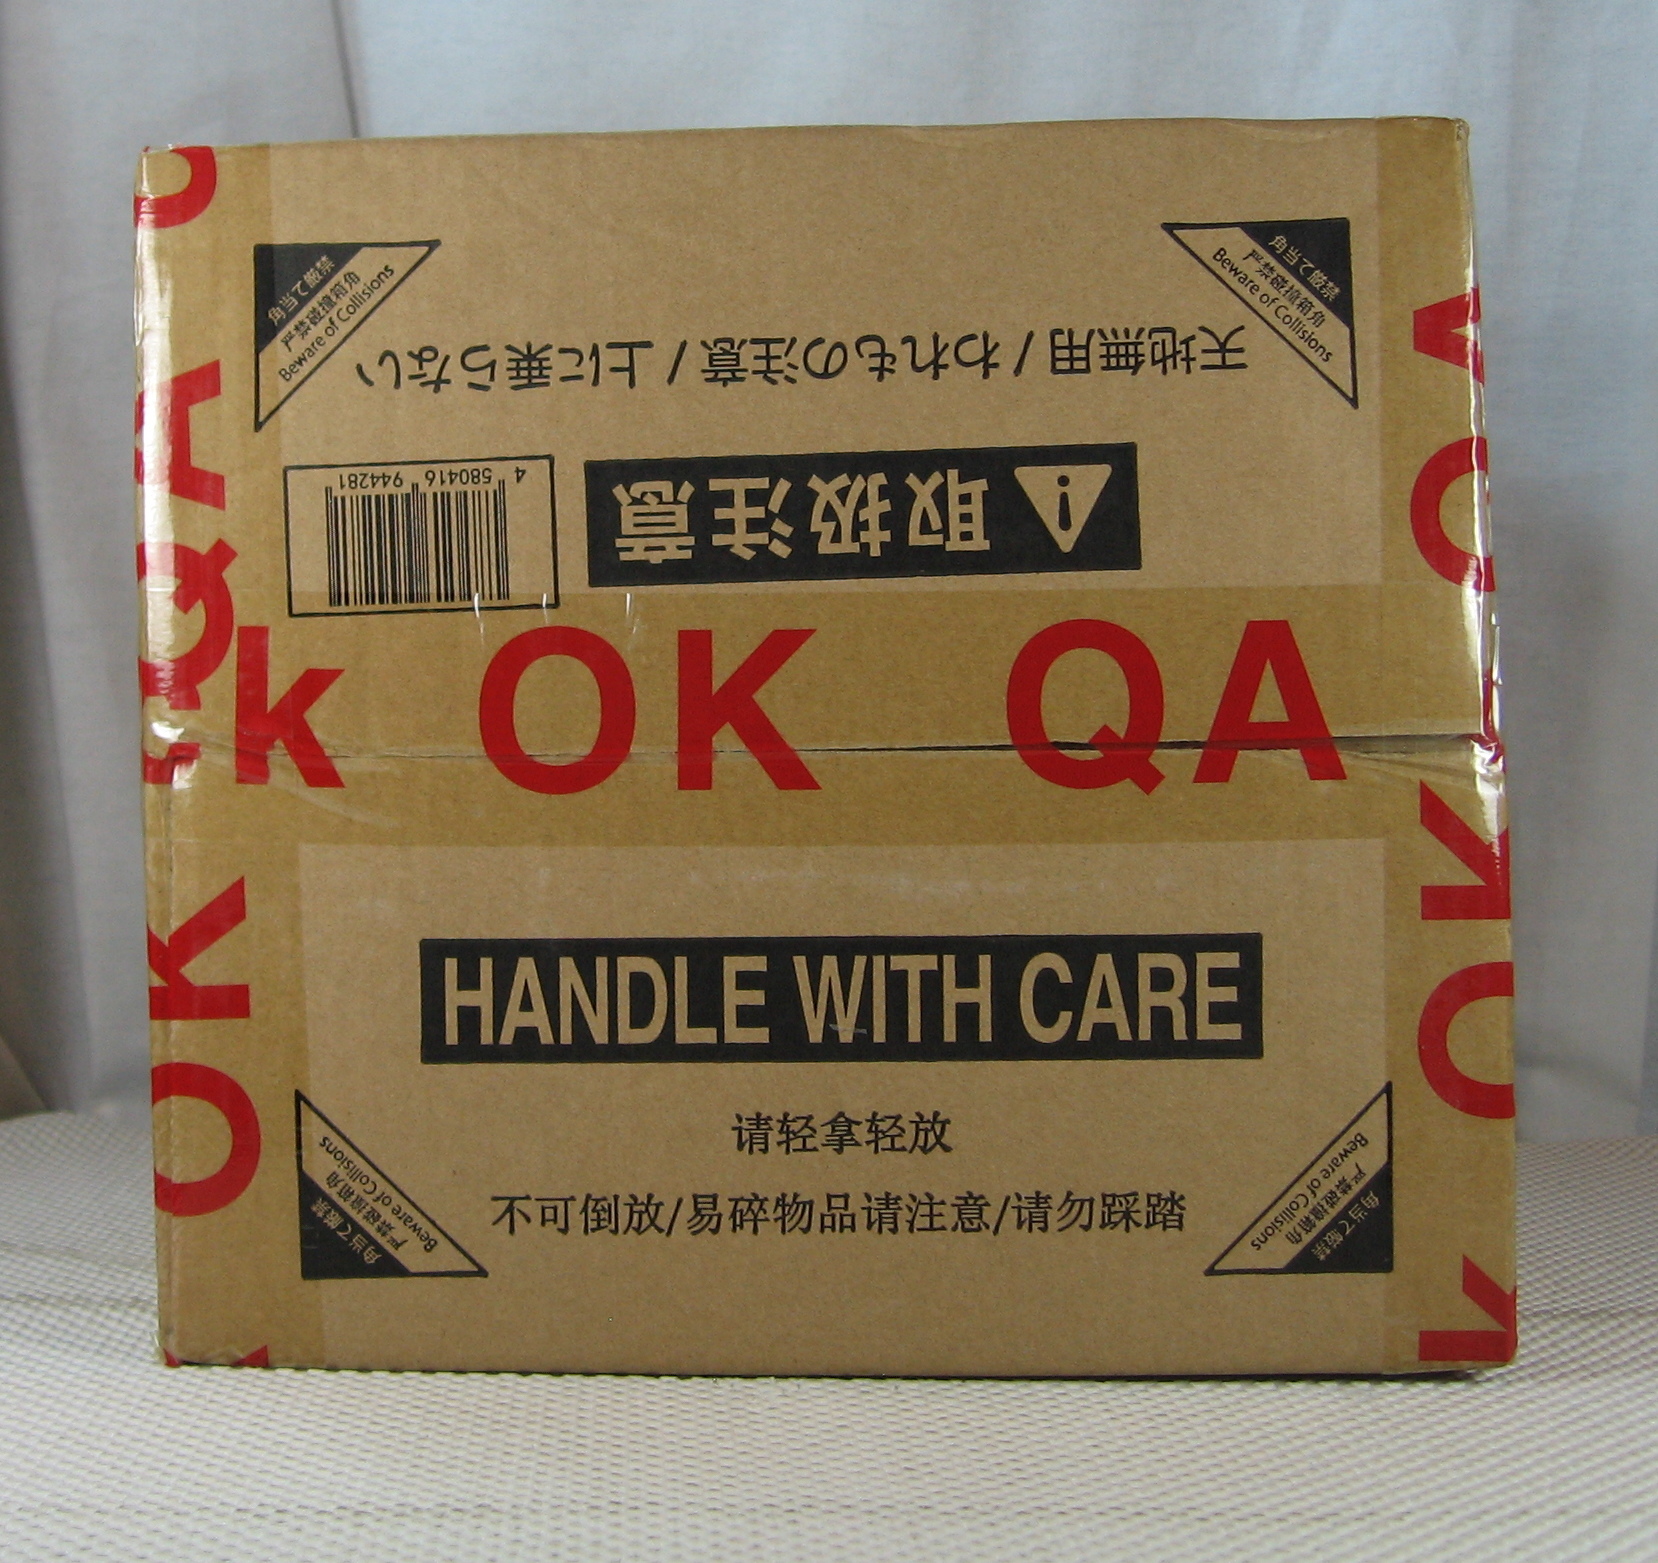 角当て厳禁
严禁碰撞箱角
Beware of Collisions
角当て厳禁
严禁碰撞箱角
Beware of Collisions
天地無用/われもの注意/上に乗らない
取扱注意
4 580416 944281
k OK QA
QA
OK
QA
OK
HANDLE WITH CARE
请轻拿轻放
不可倒放/易碎物品请注意/请勿踩踏
角当て厳禁
严禁碰撞箱角
Beware of Collisions
角当て厳禁
严禁碰撞箱角
Beware of Collisions